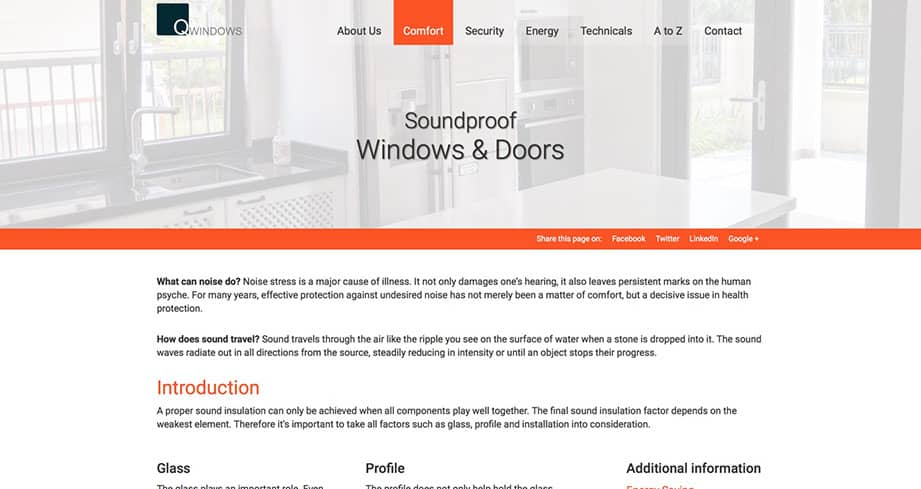 QWINDOWS
About Us Comfort Security Energy Technicals A to Z Contact
Soundproof
Windows & Doors
Share this page on: Facebook Twitter LinkedIn Google +
What can noise do? Noise stress is a major cause of illness. It not only damages one's hearing, it also leaves persistent marks on the human
psyche. For many years, effective protection against undesired noise has not merely been a matter of comfort, but a decisive issue in health
protection.
How does sound travel? Sound travels through the air like the ripple you see on the surface of water when a stone is dropped into it. The sound
waves radiate out in all directions from the source, steadily reducing in intensity or until an object stops their progress.
Introduction
A proper sound insulation can only be achieved when all components play well together. The final sound insulation factor depends on the
weakest element. Therefore it's important to take all factors such as glass, profile and installation into consideration.
Glass Profile Additional information
The glass plays an important role. Even The profile does not only help hold the glass Energy Saving